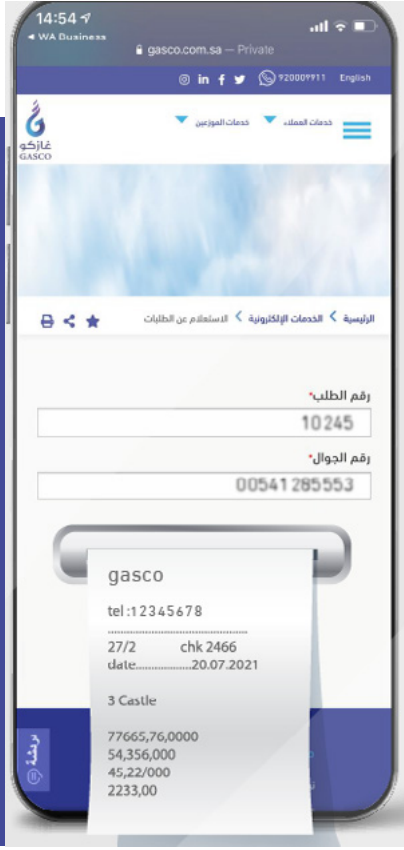 14:54
◄ WA Business
gasco.com.sa — Private
920009911 English
خدمات العملاء خدمات الموزعين
غازكو
GASCO
الرئيسية > الخدمات الإلكترونية > الاستعلام عن الطلبات
رقم الطلب*
10245
رقم الجوال*
00541285553
gasco
tel :12345678
27/2 chk 2466
date..................20.07.2021
3 Castle
77665,76,0000
54,356,000
45,22/000
2233,00